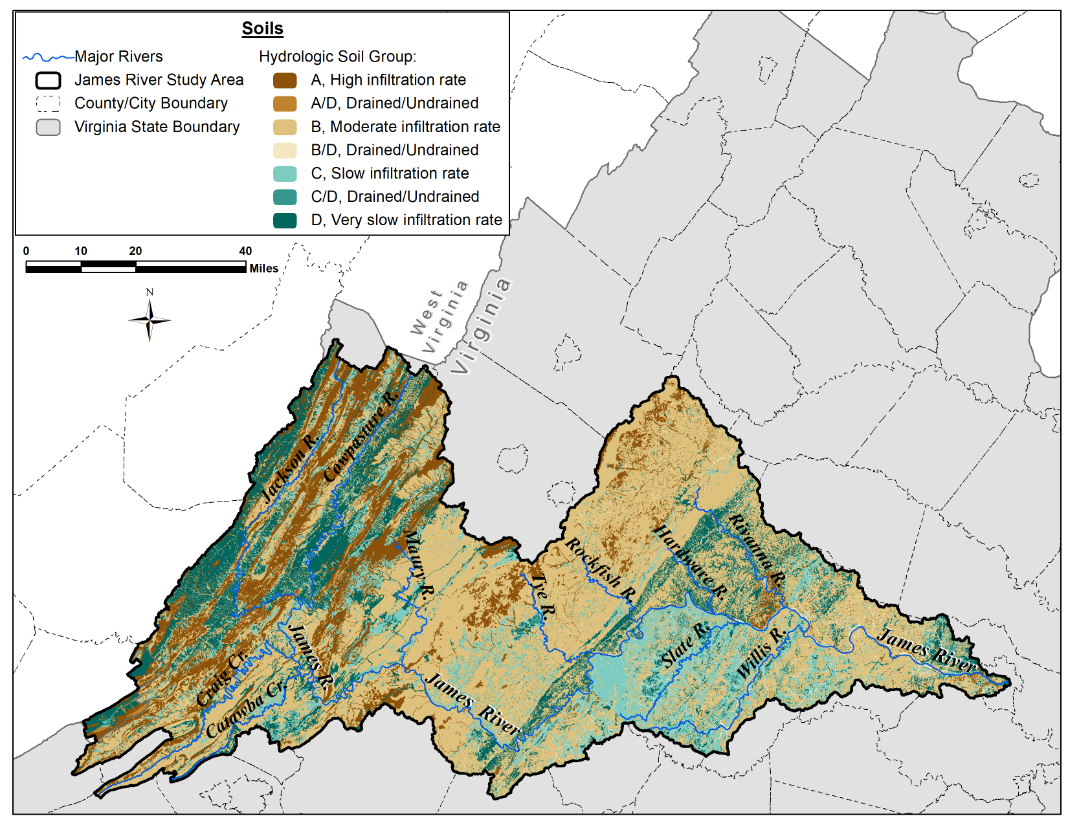 Soils
Major Rivers
James River Study Area
County/City Boundary
Virginia State Boundary
Hydrologic Soil Group:
A, High infiltration rate
A/D, Drained/Undrained
B, Moderate infiltration rate
B/D, Drained/Undrained
C, Slow infiltration rate
C/D, Drained/Undrained
D, Very slow infiltration rate
0 10 20 40
Miles
N
West
Virginia
Virginia
Jackson R.
Cowpasture R.
Maury R.
Tye R.
Rockfish R.
Hardware R.
Rivanna R.
Slate R.
Willis R.
James River
Craig Cr.
Catawba Cr.
James R.
James River